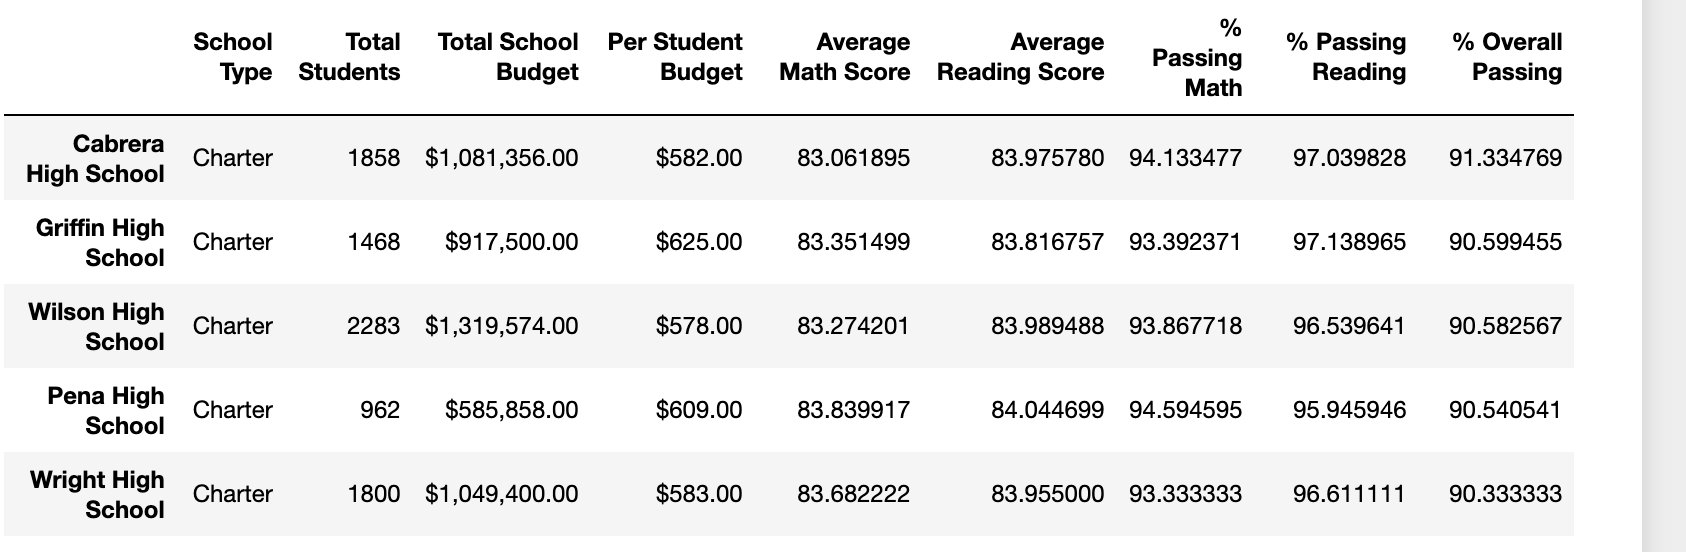 School Type Total Students Total School Budget Per Student Budget Average Math Score Average Reading Score % Passing Math % Passing Reading % Overall Passing
Cabrera High School Charter 1858 $1,081,356.00 $582.00 83.061895 83.975780 94.133477 97.039828 91.334769
Griffin High School Charter 1468 $917,500.00 $625.00 83.351499 83.816757 93.392371 97.138965 90.599455
Wilson High School Charter 2283 $1,319,574.00 $578.00 83.274201 83.989488 93.867718 96.539641 90.582567
Pena High School Charter 962 $585,858.00 $609.00 83.839917 84.044699 94.594595 95.945946 90.540541
Wright High School Charter 1800 $1,049,400.00 $583.00 83.682222 83.955000 93.333333 96.611111 90.333333